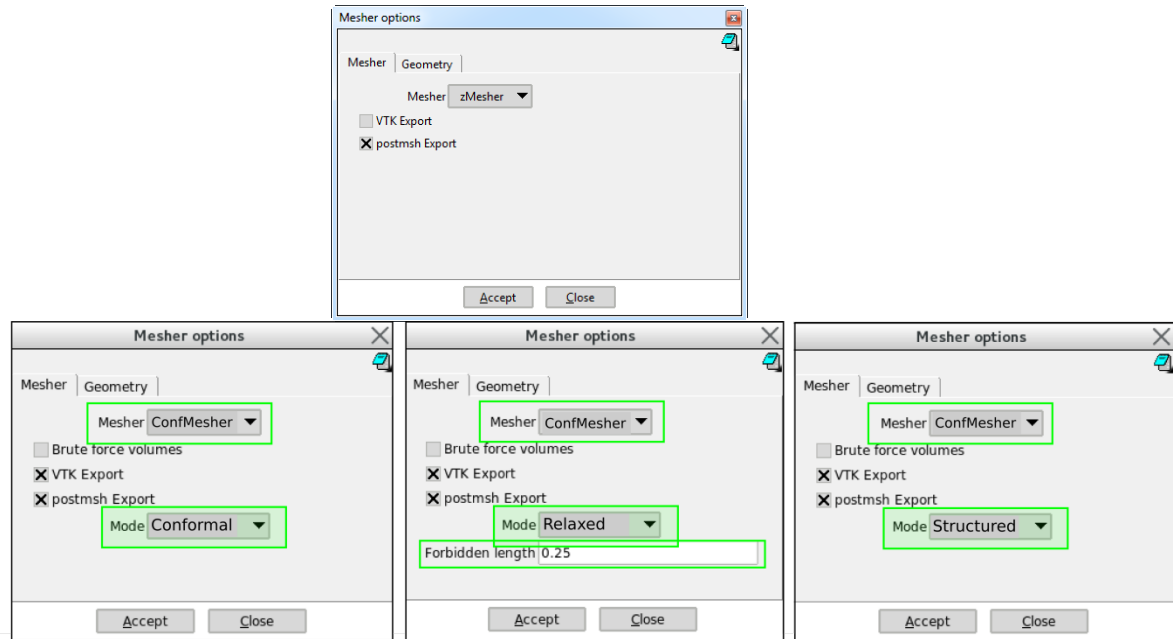 Mesher options
Mesher Geometry
Mesher zMesher
VTK Export
postmsh Export
Accept Close
Mesher options
Mesher Geometry
Mesher ConfMesher
Brute force volumes
VTK Export
postmsh Export
Mode Conformal
Accept Close
Mesher options
Mesher Geometry
Mesher ConfMesher
Brute force volumes
VTK Export
postmsh Export
Mode Relaxed
Forbidden length 0.25
Accept Close
Mesher options
Mesher Geometry
Mesher ConfMesher
Brute force volumes
VTK Export
postmsh Export
Mode Structured
Accept Close